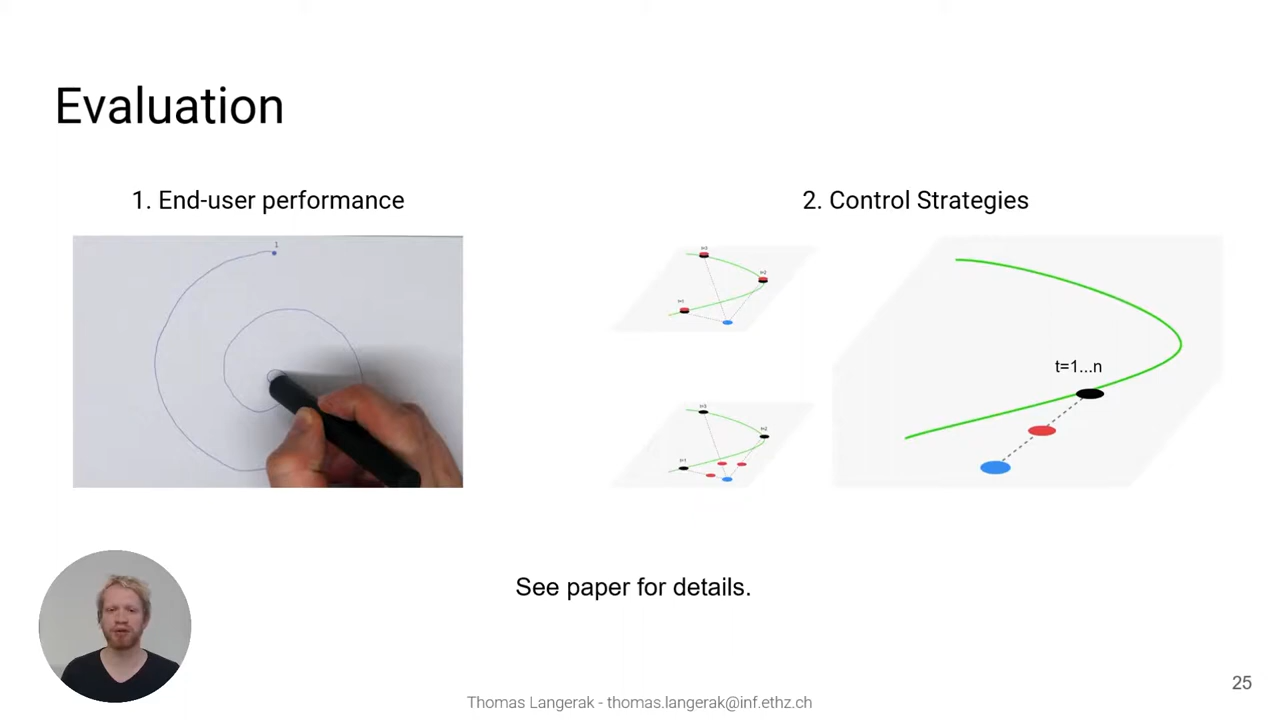 Evaluation
1. End-user performance
2. Control Strategies
1
t=1...n
See paper for details.
25
Thomas Langerak - thomas.langerak@inf.ethz.ch